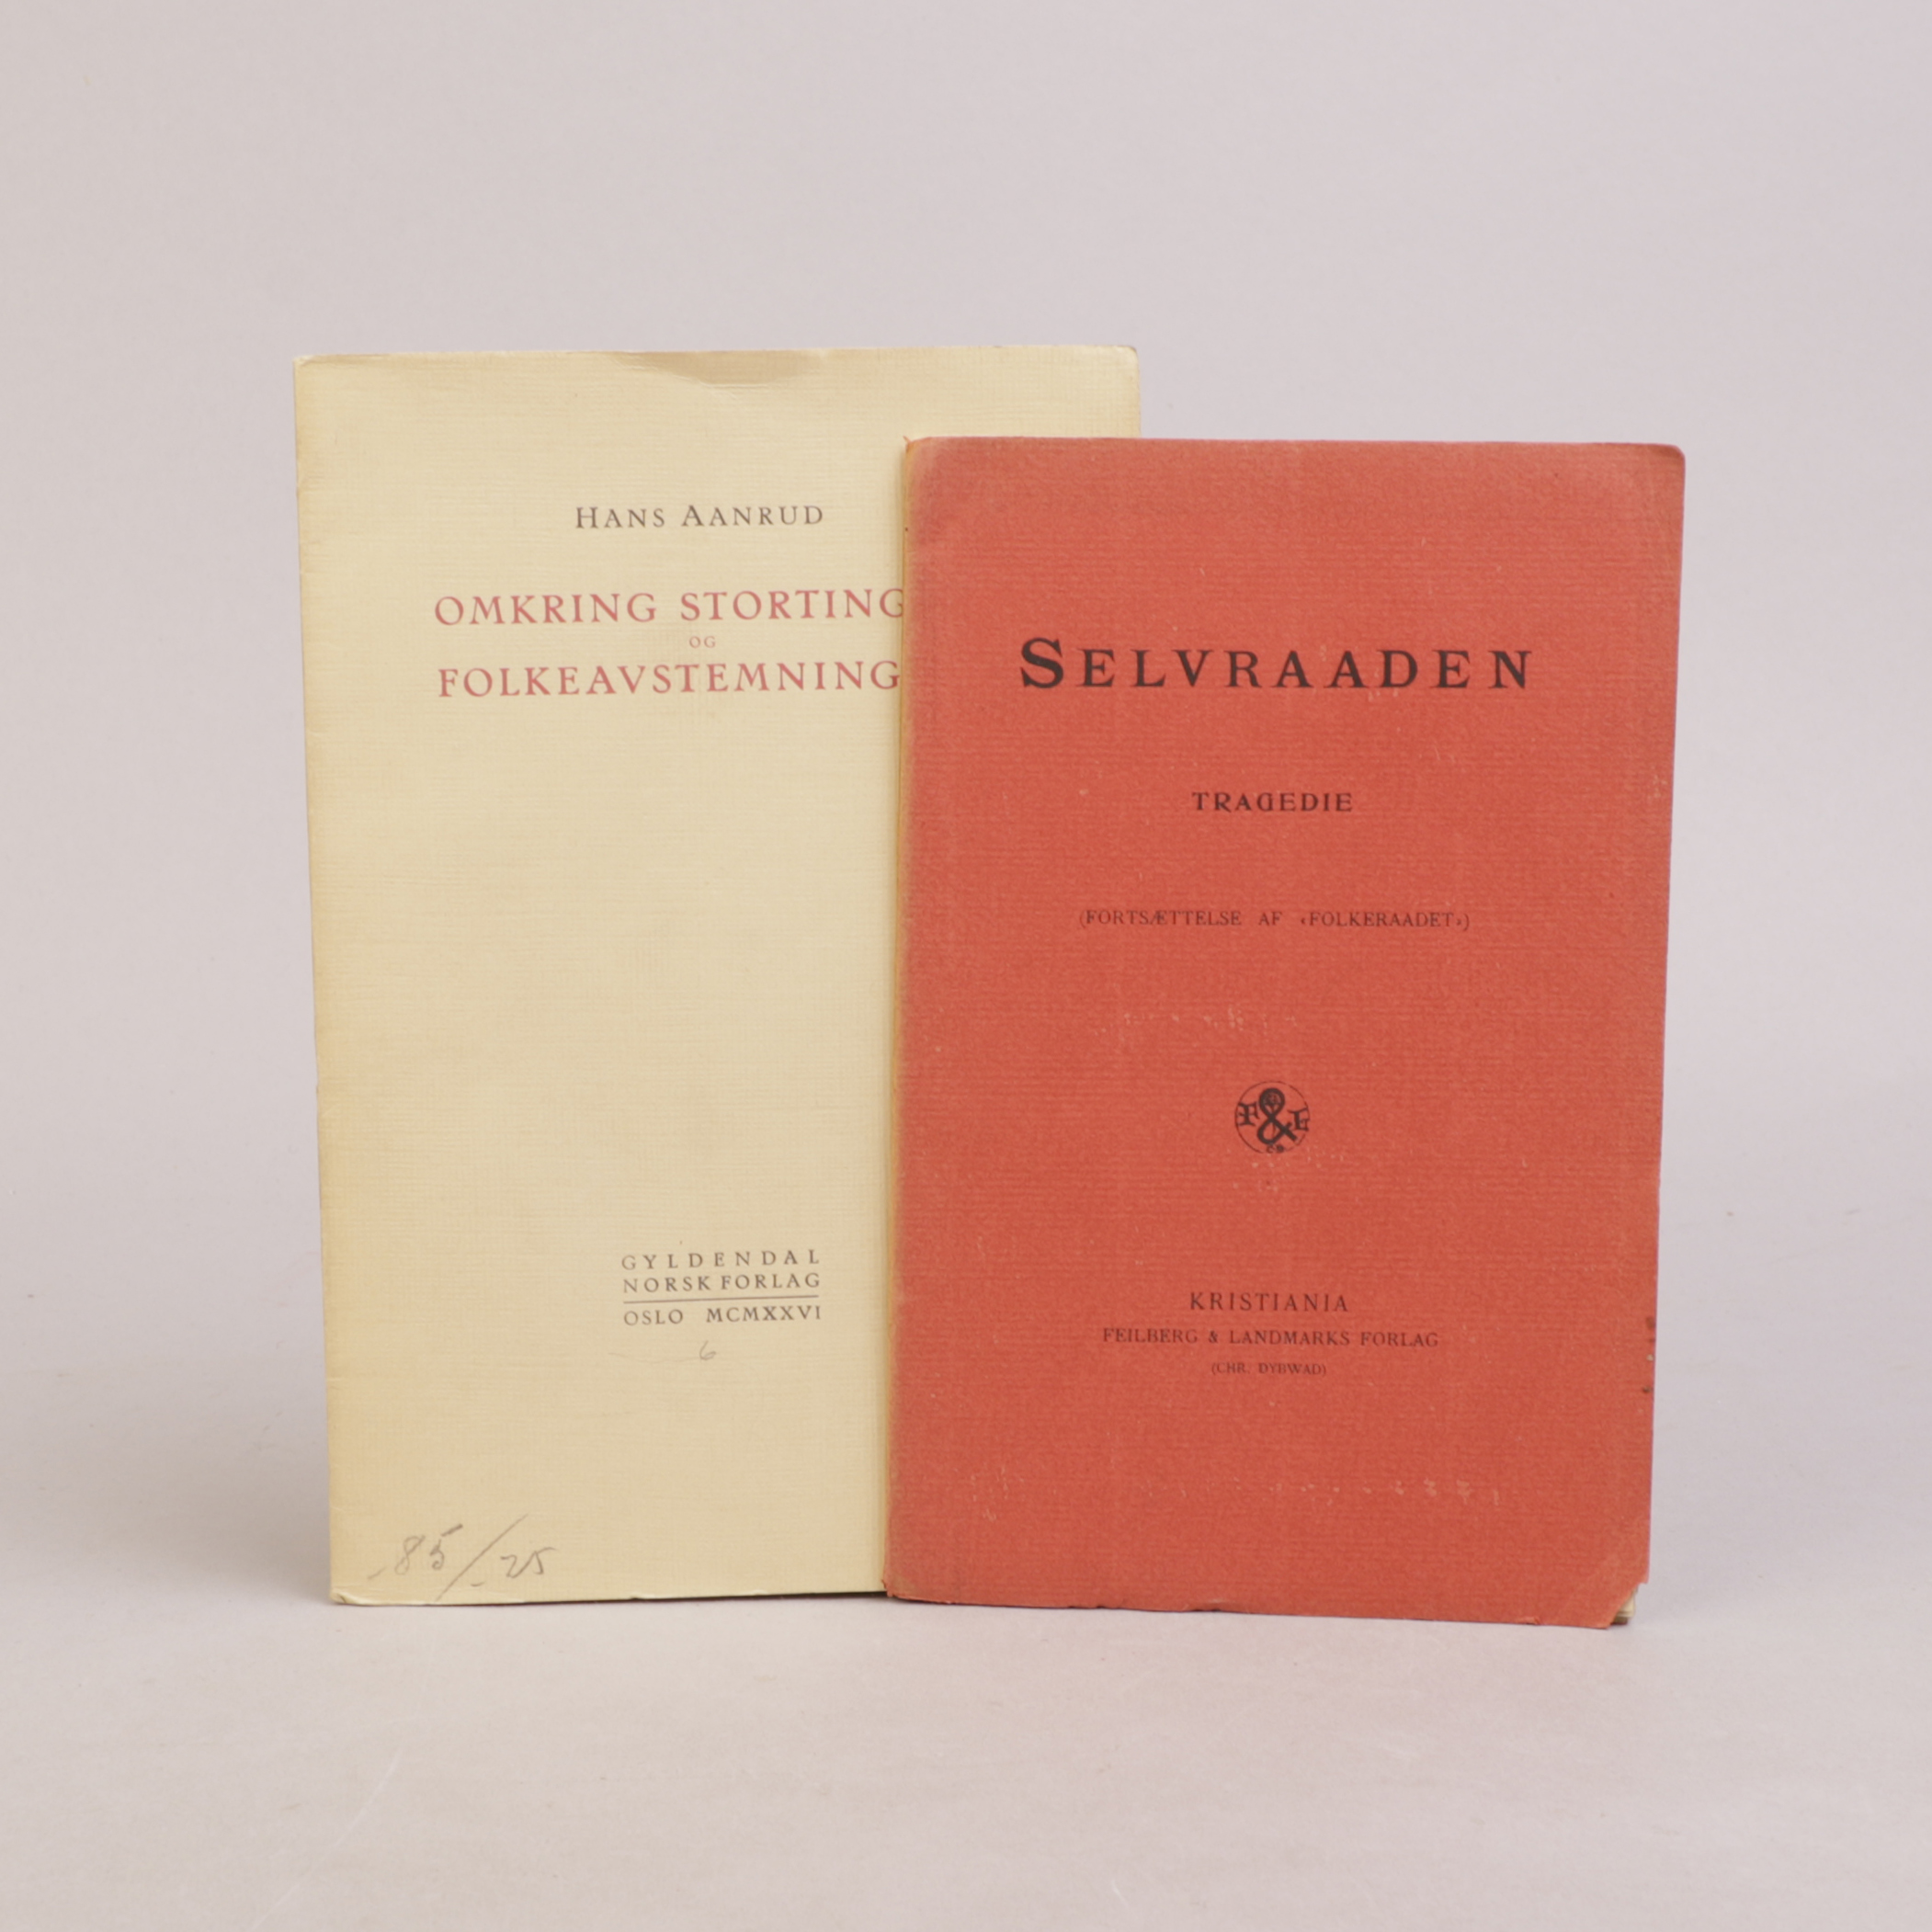 HANS AANRUD
OMKRING STORTING
OG
FOLKEAVSTEMNING
GYLDENDAL
NORSK FORLAG
OSLO MCMXXVI
6
-85/-25
SELVRAADEN
TRAGEDIE
(FORTSÆTTELSE AF «FOLKERAADET»)
F & L
KRISTIANIA
FEILBERG & LANDMARKS FORLAG
(CHR. DYBWAD)